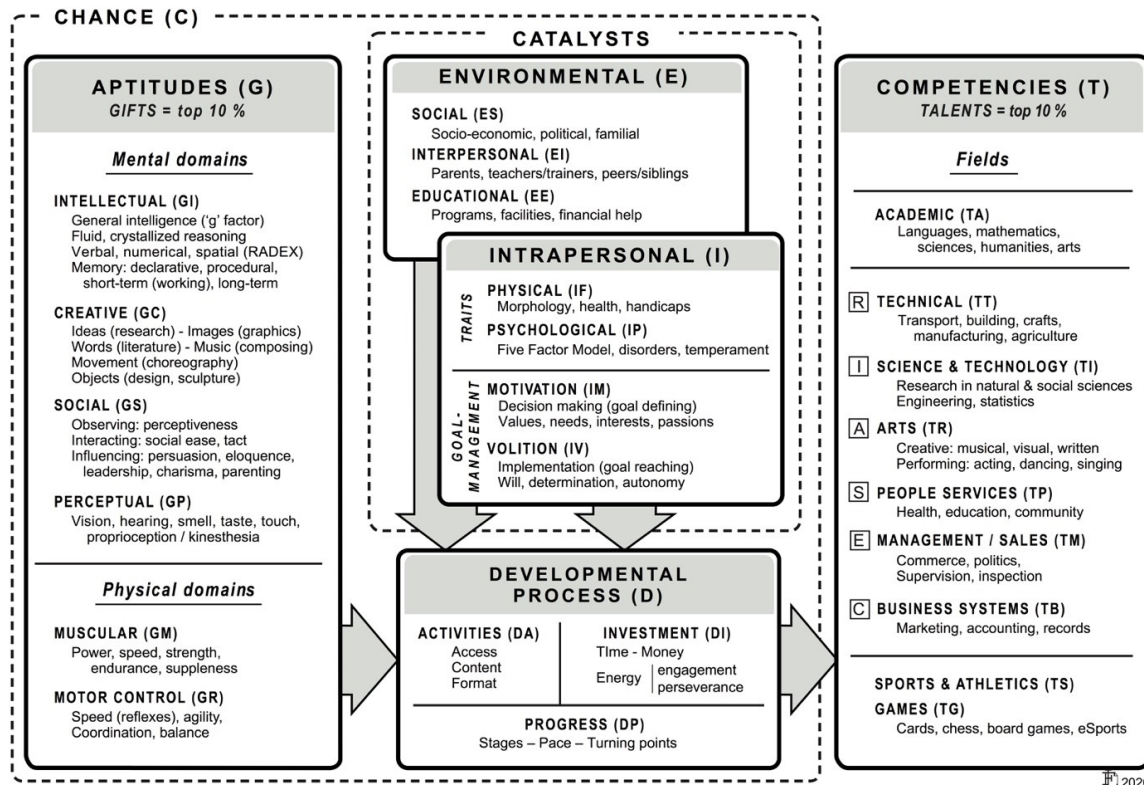 CHANCE (C)
APTITUDES (G)
GIFTS = top 10 %
Mental domains
INTELLECTUAL (GI)
General intelligence (‘g’ factor)
Fluid, crystallized reasoning
Verbal, numerical, spatial (RADEX)
Memory: declarative, procedural,
short-term (working), long-term
CREATIVE (GC)
Ideas (research) - Images (graphics)
Words (literature) - Music (composing)
Movement (choreography)
Objects (design, sculpture)
SOCIAL (GS)
Observing: perceptiveness
Interacting: social ease, tact
Influencing: persuasion, eloquence,
leadership, charisma, parenting
PERCEPTUAL (GP)
Vision, hearing, smell, taste, touch,
proprioception / kinesthesia
Physical domains
MUSCULAR (GM)
Power, speed, strength,
endurance, suppleness
MOTOR CONTROL (GR)
Speed (reflexes), agility,
Coordination, balance
CATALYSTS
ENVIRONMENTAL (E)
SOCIAL (ES)
Socio-economic, political, familial
INTERPERSONAL (EI)
Parents, teachers/trainers, peers/siblings
EDUCATIONAL (EE)
Programs, facilities, financial help
INTRAPERSONAL (I)
TRAITS
PHYSICAL (IF)
Morphology, health, handicaps
PSYCHOLOGICAL (IP)
Five Factor Model, disorders, temperament
GOAL-
MANAGEMENT
MOTIVATION (IM)
Decision making (goal defining)
Values, needs, interests, passions
VOLITION (IV)
Implementation (goal reaching)
Will, determination, autonomy
DEVELOPMENTAL
PROCESS (D)
ACTIVITIES (DA)
Access
Content
Format
INVESTMENT (DI)
TIme - Money
Energy
engagement
perseverance
PROGRESS (DP)
Stages – Pace – Turning points
COMPETENCIES (T)
TALENTS = top 10 %
Fields
ACADEMIC (TA)
Languages, mathematics,
sciences, humanities, arts
R TECHNICAL (TT)
Transport, building, crafts,
manufacturing, agriculture
I SCIENCE & TECHNOLOGY (TI)
Research in natural & social sciences
Engineering, statistics
A ARTS (TR)
Creative: musical, visual, written
Performing: acting, dancing, singing
S PEOPLE SERVICES (TP)
Health, education, community
E MANAGEMENT / SALES (TM)
Commerce, politics,
Supervision, inspection
C BUSINESS SYSTEMS (TB)
Marketing, accounting, records
SPORTS & ATHLETICS (TS)
GAMES (TG)
Cards, chess, board games, eSports